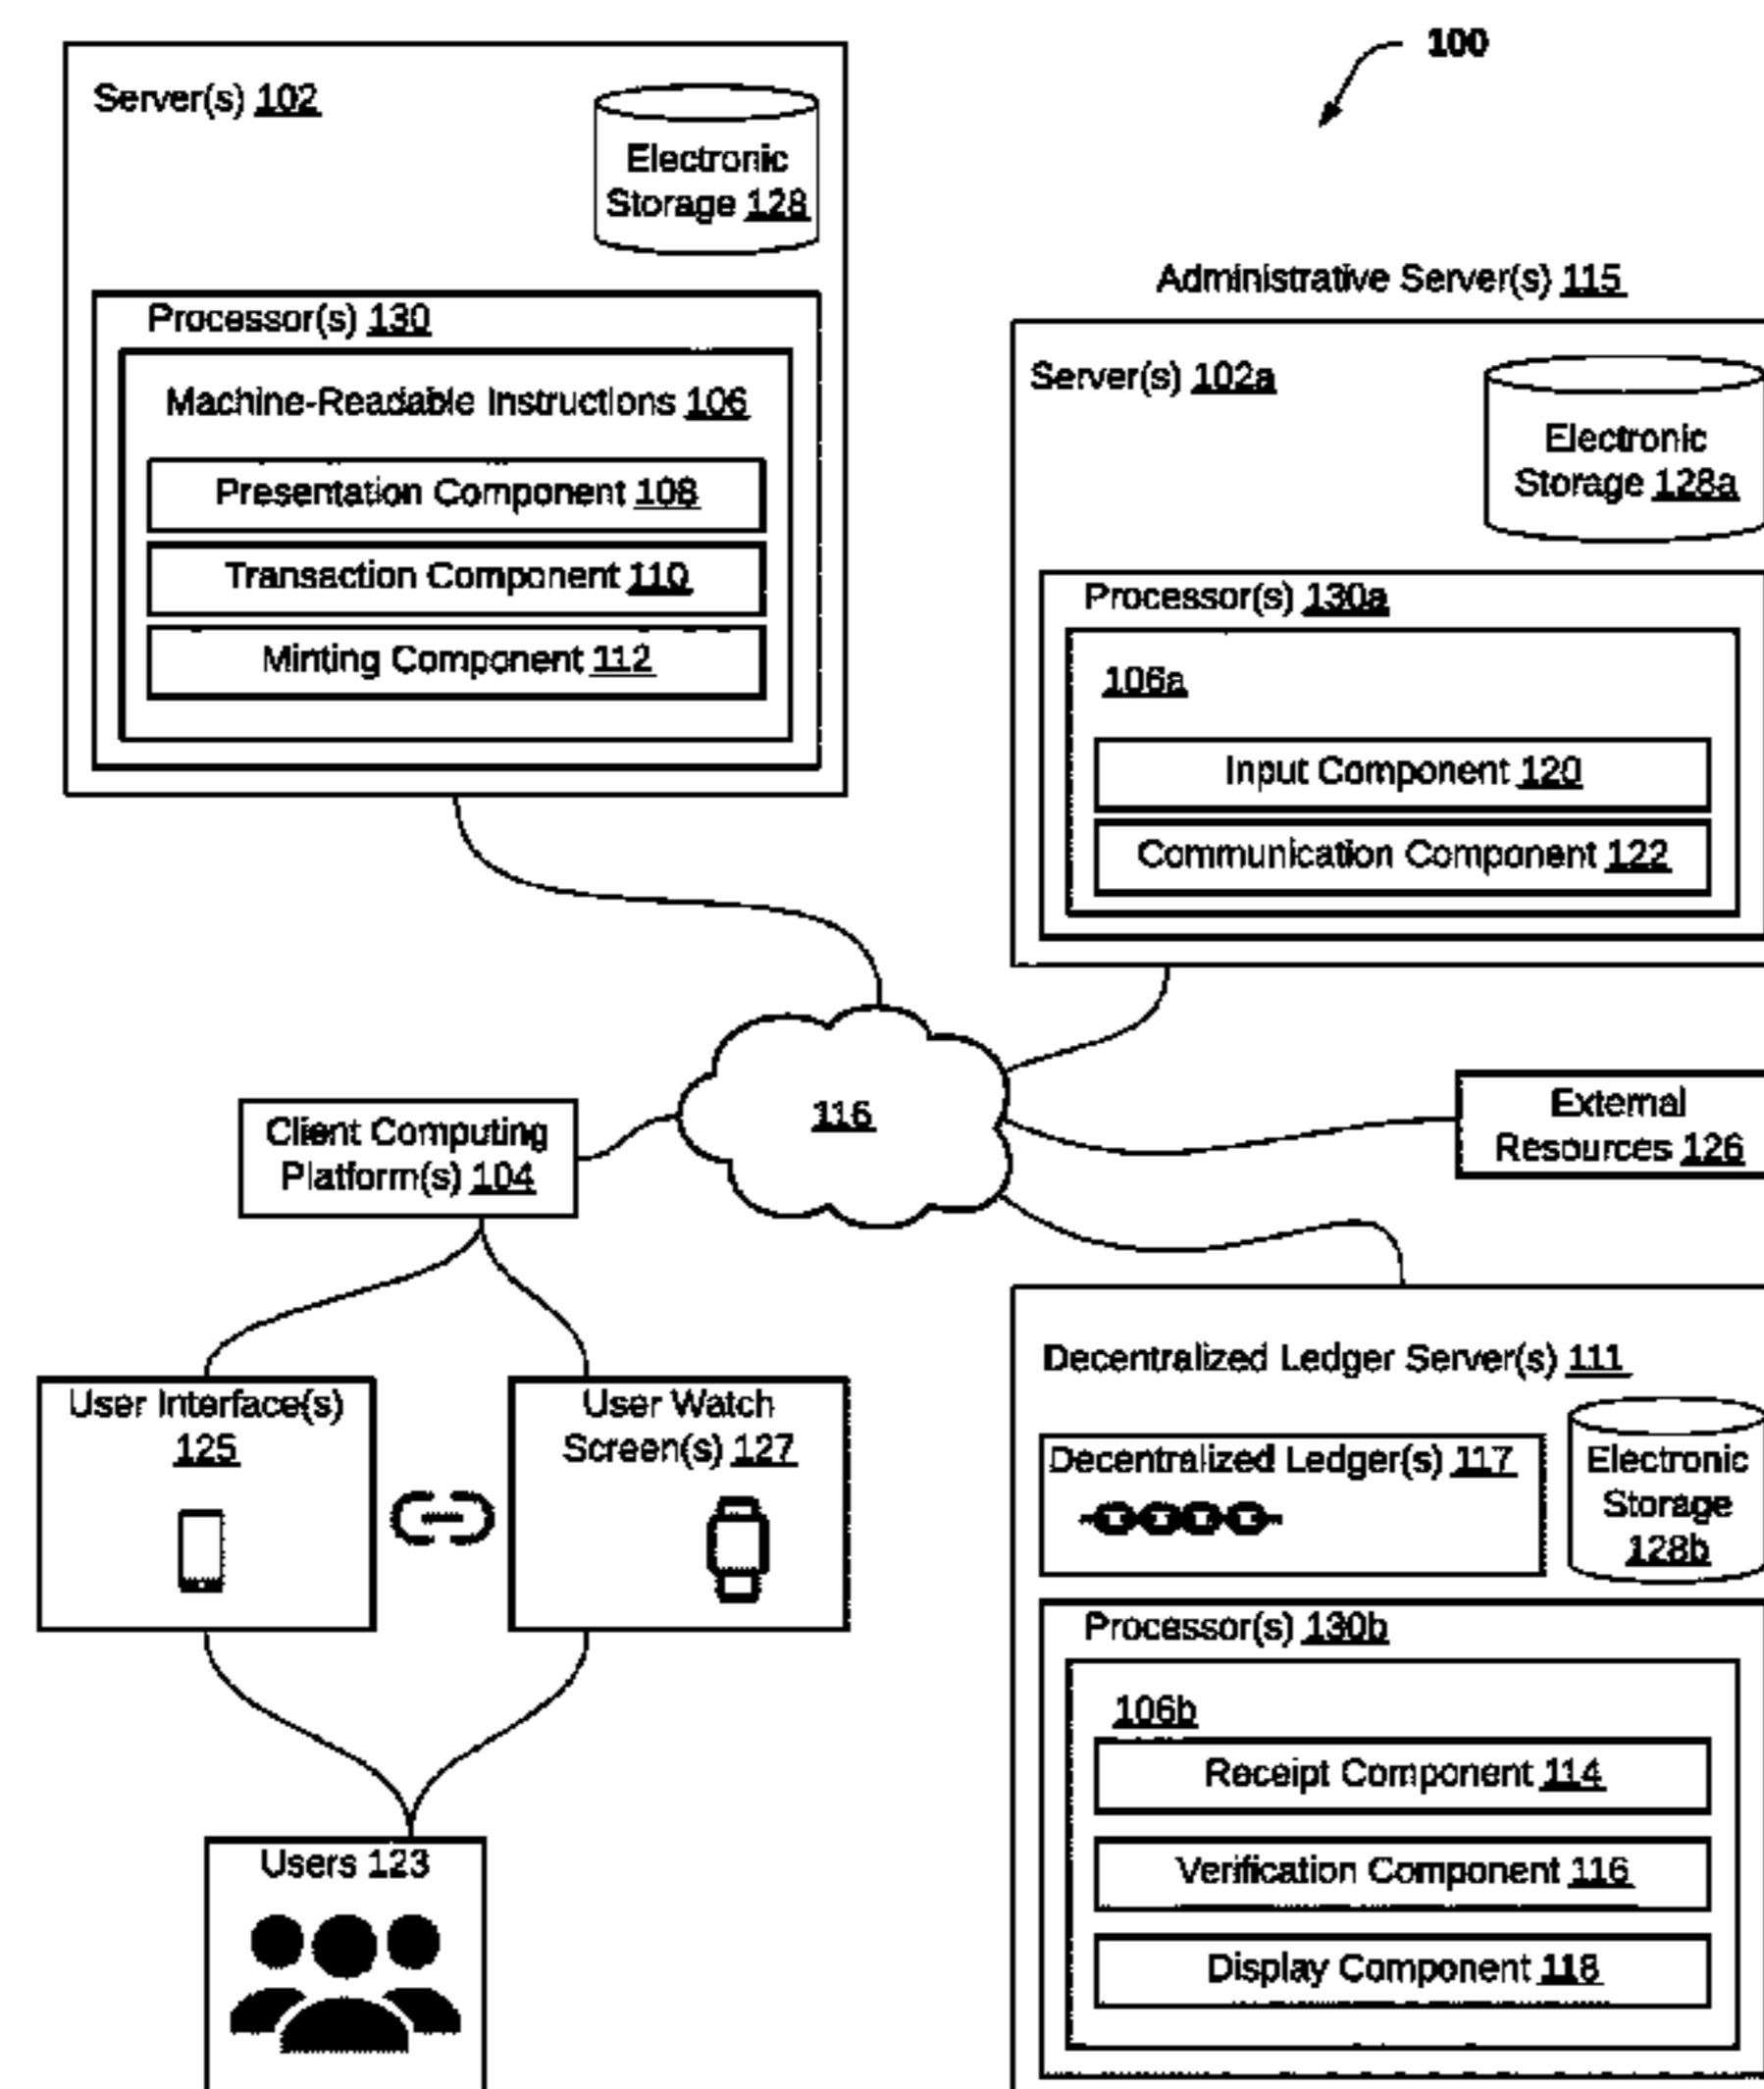 100
Server(s) 102
Electronic
Storage 128
Processor(s) 130
Machine-Readable Instructions 106
Presentation Component 108
Transaction Component 110
Minting Component 112
Administrative Server(s) 115
Server(s) 102a
Electronic
Storage 128a
Processor(s) 130a
106a
Input Component 120
Communication Component 122
116
Client Computing
Platform(s) 104
External
Resources 126
User Interface(s)
125
User Watch
Screen(s) 127
Users 123
Decentralized Ledger Server(s) 111
Decentralized Ledger(s) 117
Electronic
Storage
128b
Processor(s) 130b
106b
Receipt Component 114
Verification Component 116
Display Component 118